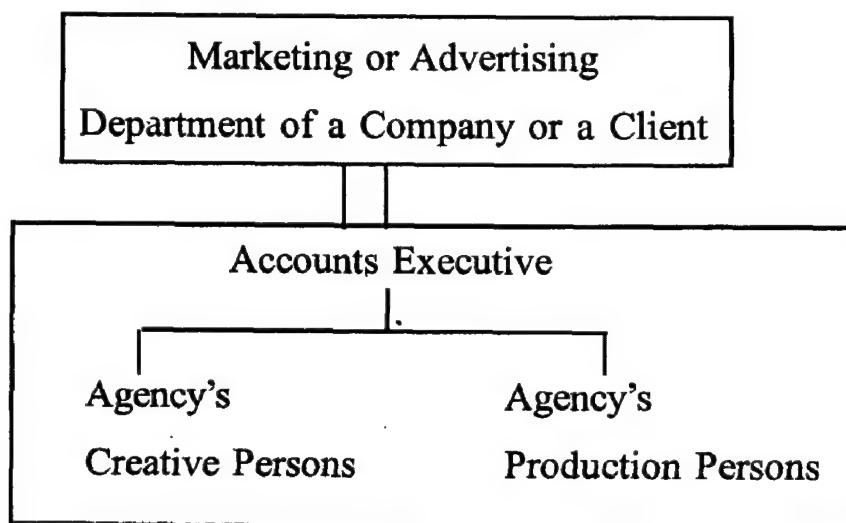 Marketing or Advertising
Department of a Company or a Client
Accounts Executive
Agency's
Creative Persons
Agency's
Production Persons